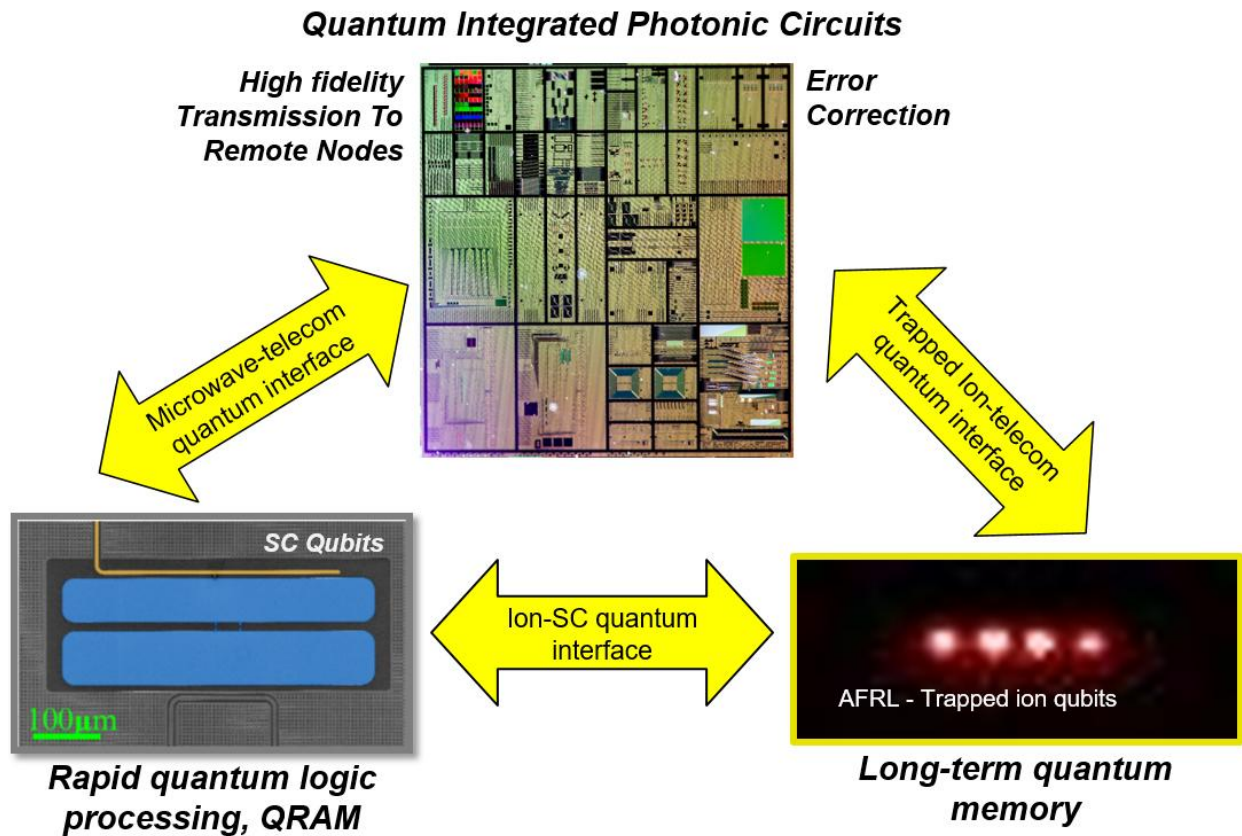 Quantum Integrated Photonic Circuits
High fidelity
Transmission To
Remote Nodes
Error
Correction
Microwave-telecom
quantum interface
Trapped Ion-telecom
quantum interface
SC Qubits
100µm
Ion-SC quantum
interface
AFRL - Trapped ion qubits
Rapid quantum logic
processing, QRAM
Long-term quantum
memory